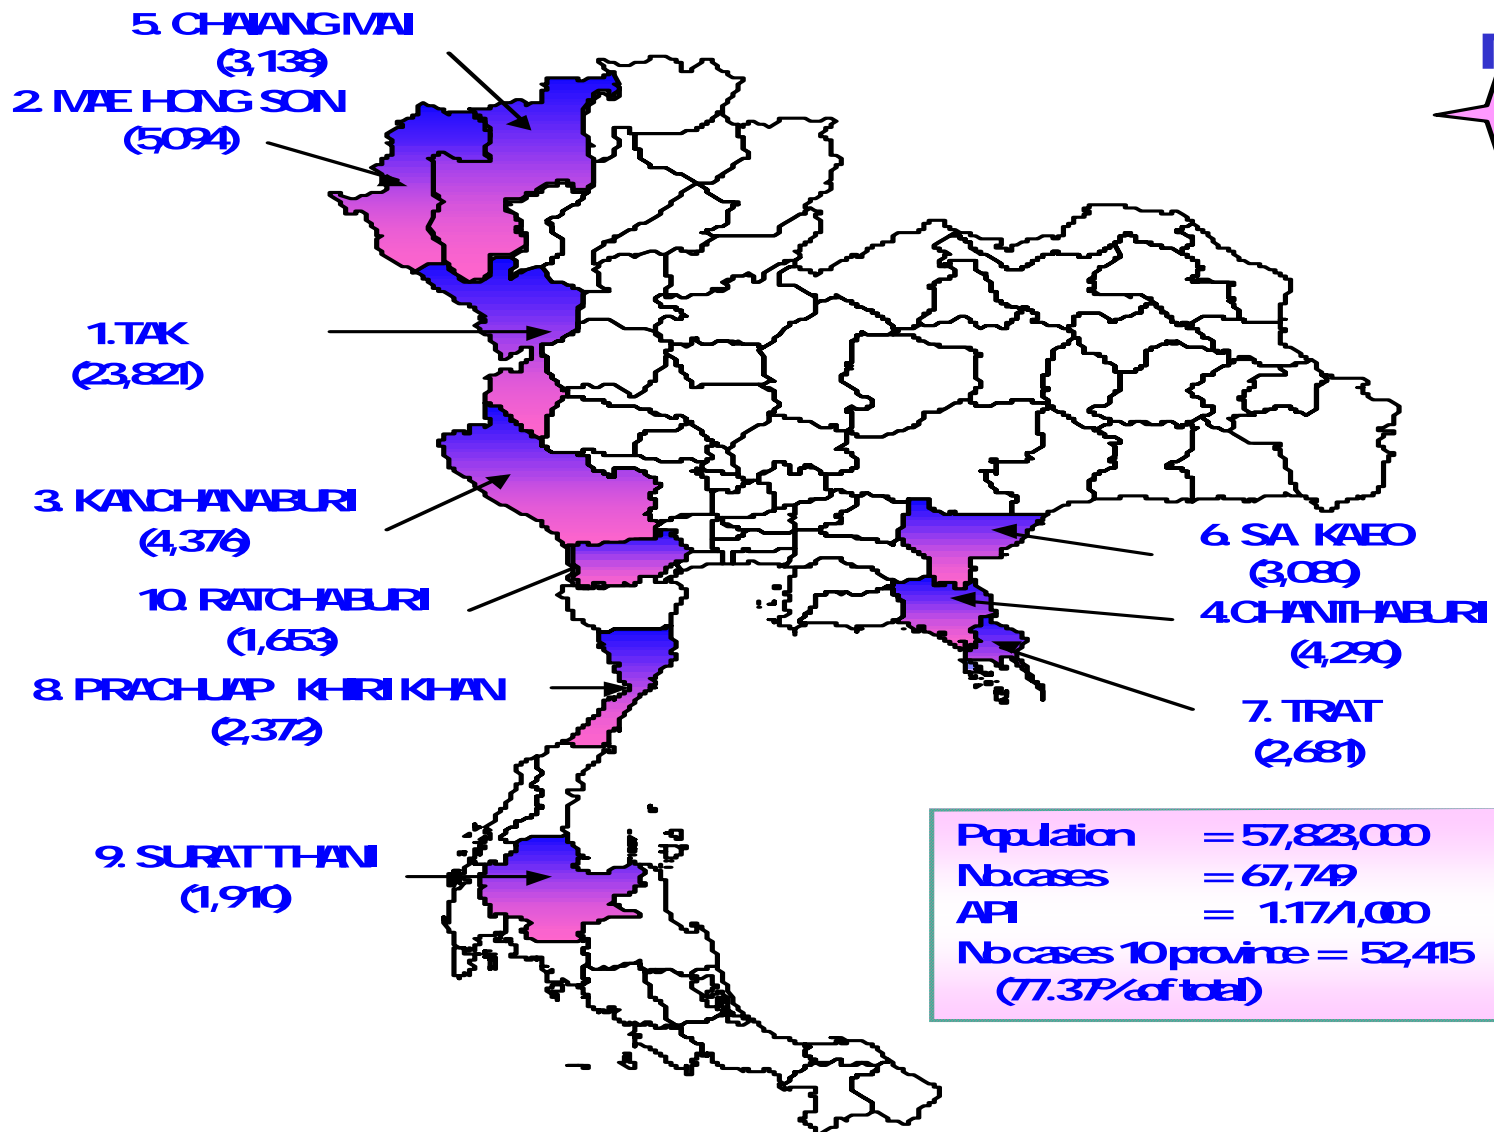 5. CHAIANG MAI
(3,138)
2. MAE HONG SON
(5,094)
1.TAK
(23,821)
3. KANCHANABURI
(4,376)
10. RATCHABURI
(1,653)
8. PRACHUAP KHIRI KHAN
(2,372)
9. SURAT THANI
(1,910)
6. SA KAEO
(3,080)
4.CHANTHABURI
(4,290)
7. TRAT
(2,681)
Population = 57,823,000
No.cases = 67,749
API = 1.17/1,000
No cases 10 province = 52,415
(77.37% of total)